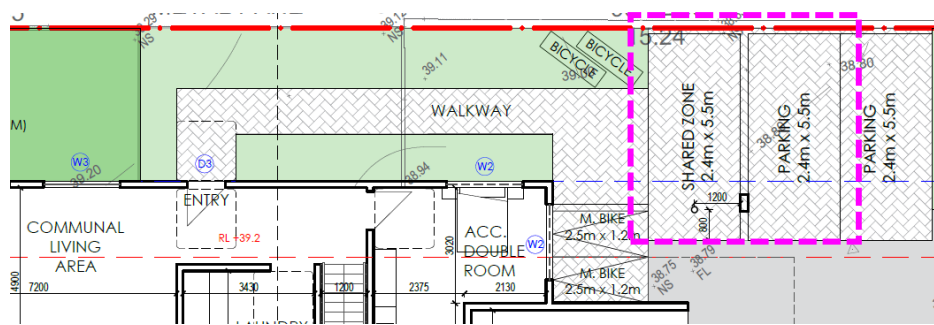 39.29
NS
39.12
NS
5.24
BICYCLE
BICYCLE
39.11
38.80
WALKWAY
SHARED ZONE
2.4m x 5.5m
PARKING
2.4m x 5.5m
PARKING
2.4m x 5.5m
M)
W3
D3
W2
39.20
38.94
ENTRY
1200
800
COMMUNAL
LIVING
AREA
RL +39.2
ACC.
DOUBLE
ROOM
3020
W2
M. BIKE
2.5m x 1.2m
M. BIKE
2.5m x 1.2m
38.75
NS
38.79
FL
4900
7200
3430
1200
2375
2130
LAUNDRY